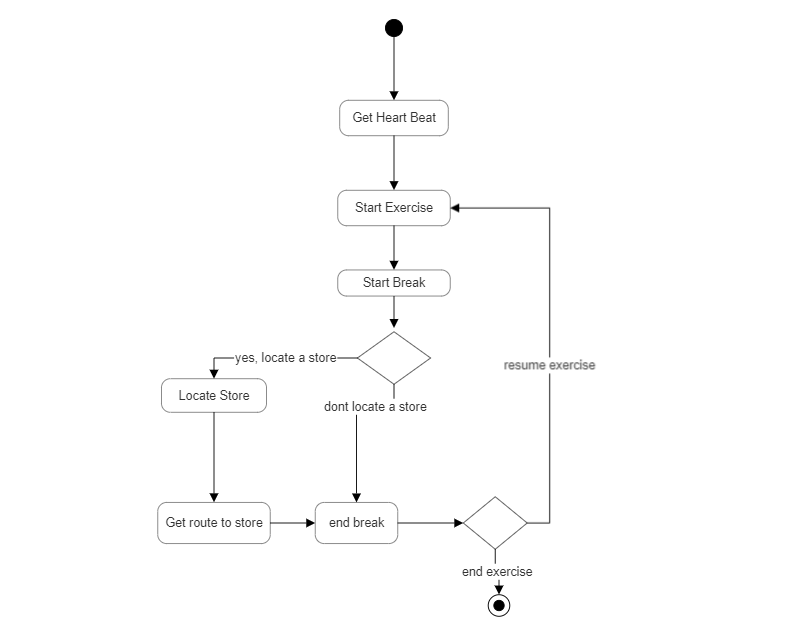 Get Heart Beat
Start Exercise
Start Break
yes, locate a store
resume exercise
Locate Store
dont locate a store
Get route to store
end break
end exercise